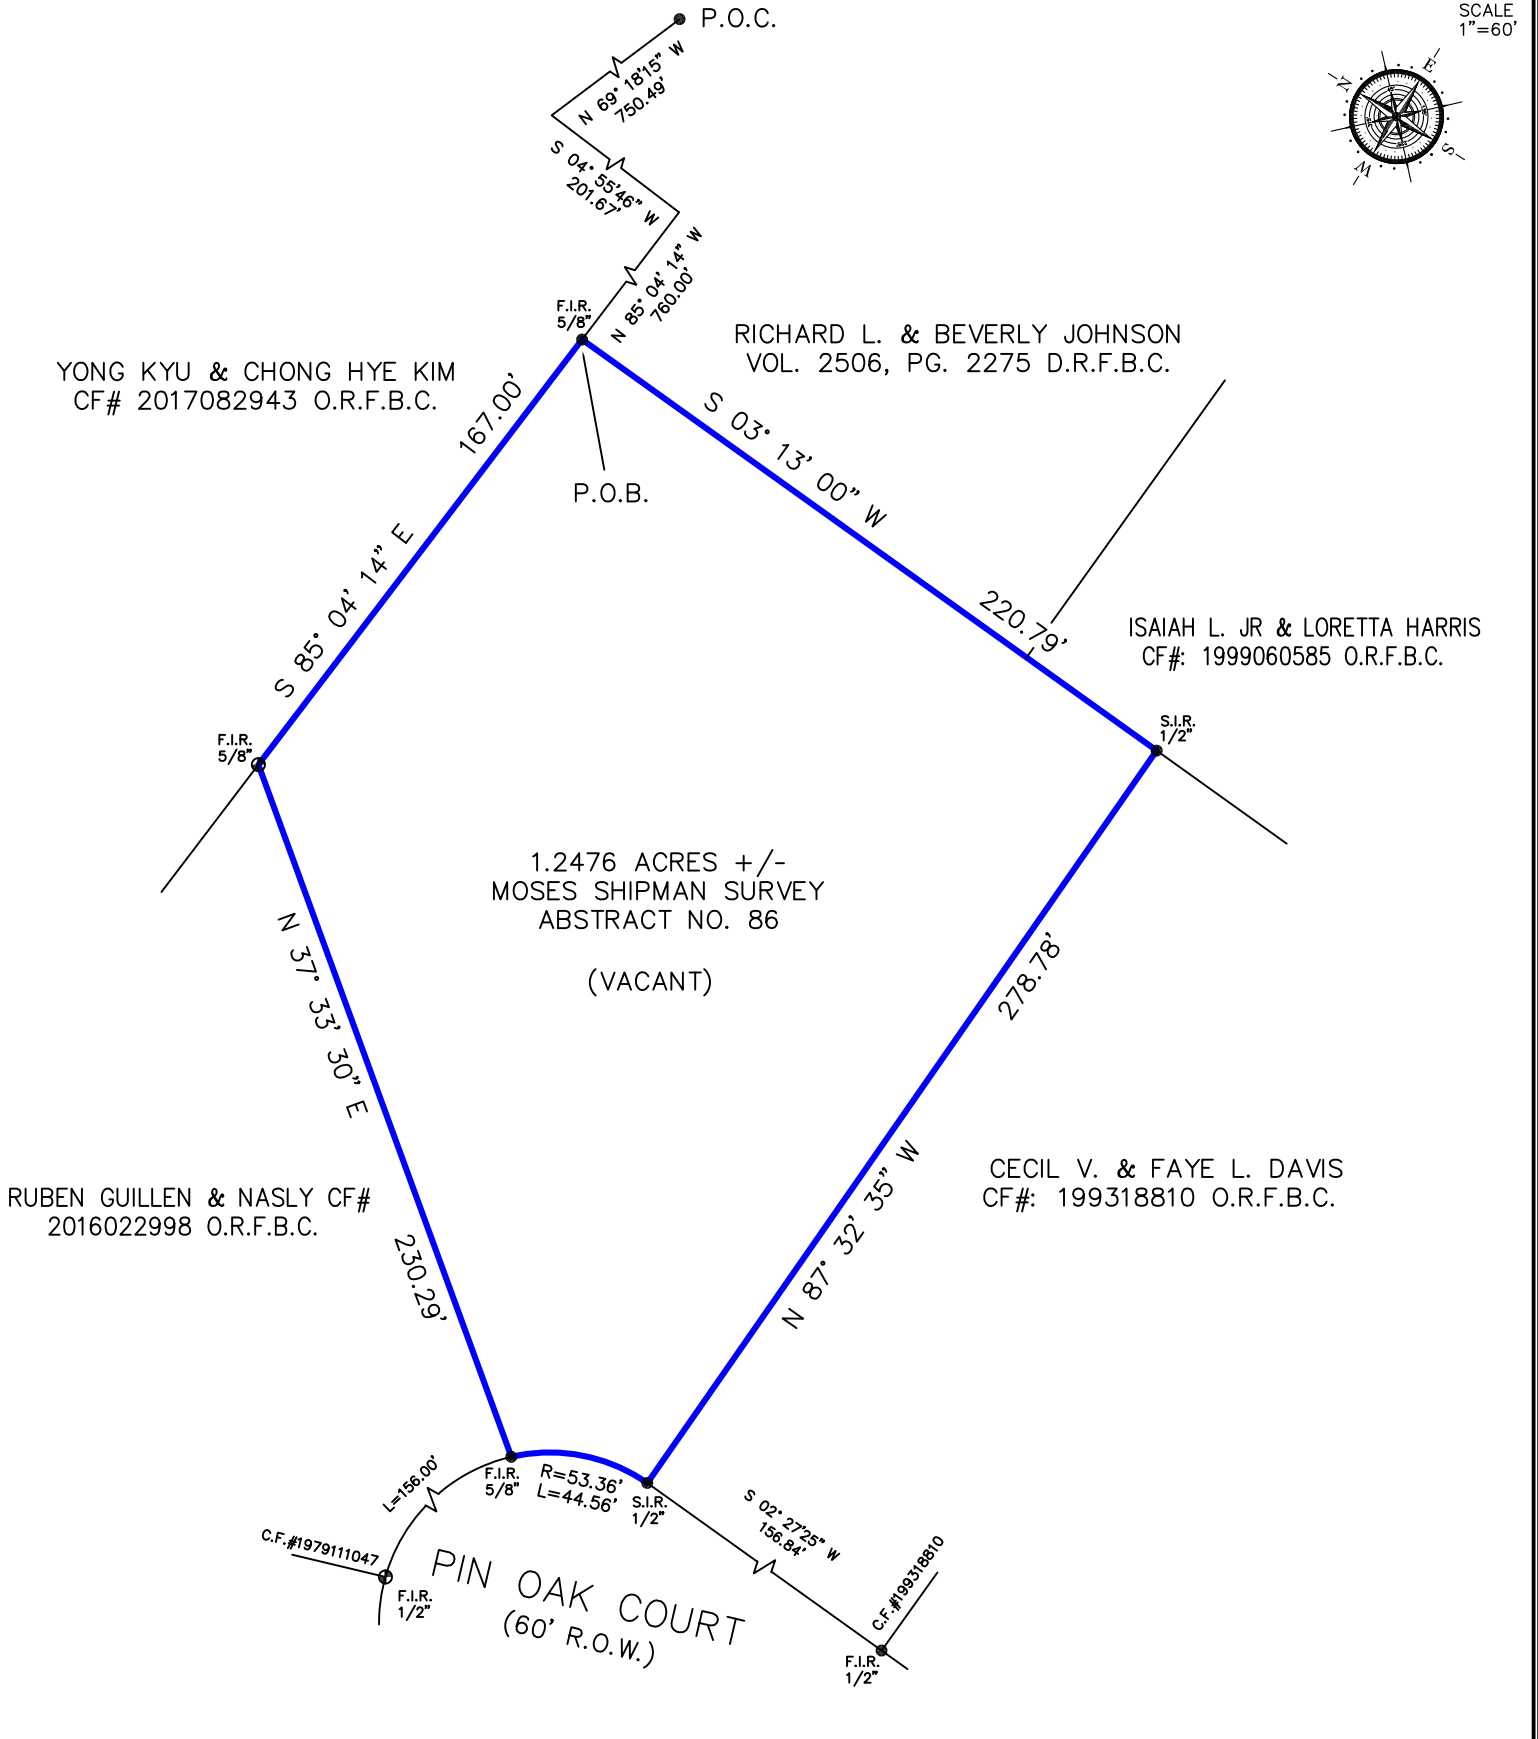 P.O.C.
SCALE
1"=60'
N
E
S
W
N 69° 18'15" W
750.49'
S 04° 55'46" W
201.67'
N 85° 04' 14" W
760.00'
F.I.R.
5/8"
RICHARD L. & BEVERLY JOHNSON
VOL. 2506, PG. 2275 D.R.F.B.C.
YONG KYU & CHONG HYE KIM
CF# 2017082943 O.R.F.B.C.
167.00'
S 85° 04' 14" E
P.O.B.
S 03° 13' 00" W
220.79'
ISAIAH L. JR & LORETTA HARRIS
CF#: 1999060585 O.R.F.B.C.
S.I.R.
1/2"
F.I.R.
5/8"
1.2476 ACRES +/-
MOSES SHIPMAN SURVEY
ABSTRACT NO. 86
(VACANT)
N 37° 33' 30" E
230.29'
278.78'
N 87° 32' 35" W
CECIL V. & FAYE L. DAVIS
CF#: 199318810 O.R.F.B.C.
RUBEN GUILLEN & NASLY CF#
2016022998 O.R.F.B.C.
L=156.00'
F.I.R.
5/8"
R=53.36'
L=44.56'
S.I.R.
1/2"
S 02° 27'25" W
156.84'
C.F.#1979111047
F.I.R.
1/2"
PIN OAK COURT
(60' R.O.W.)
C.F.#199318810
F.I.R.
1/2"